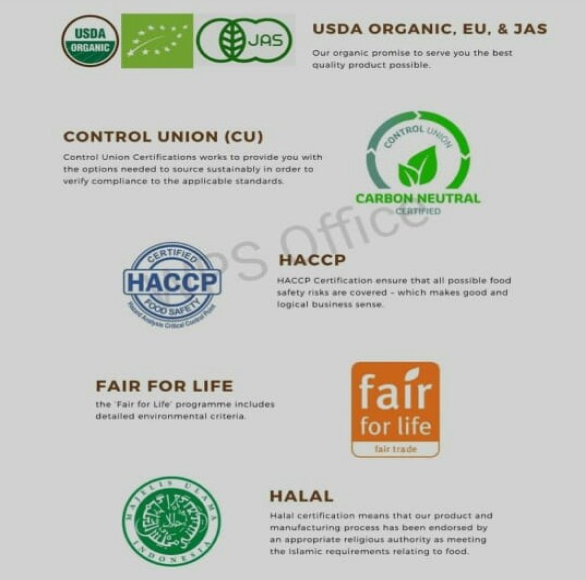 USDA
ORGANIC
JAS
USDA ORGANIC, EU, & JAS
Our organic promise to serve you the best
quality product possible.
CONTROL UNION (CU)
Control Union Certifications works to provide you with
the options needed to source sustainably in order to
verify compliance to the applicable standards.
CONTROL UNION
CARBON NEUTRAL
CERTIFIED
CERTIFIED
HACCP
FOOD SAFETY
Hazard Analysis Critical Control Point
HACCP
HACCP Certification ensure that all possible food
safety risks are covered – which makes good and
logical business sense.
PS Office
FAIR FOR LIFE
the 'Fair for Life' programme includes
detailed environmental criteria.
fair
for life
fair trade
MAJELIS ULAMA
INDONESIA
HALAL
Halal certification means that our product and
manufacturing process has been endorsed by
an appropriate religious authority as meeting
the Islamic requirements relating to food.